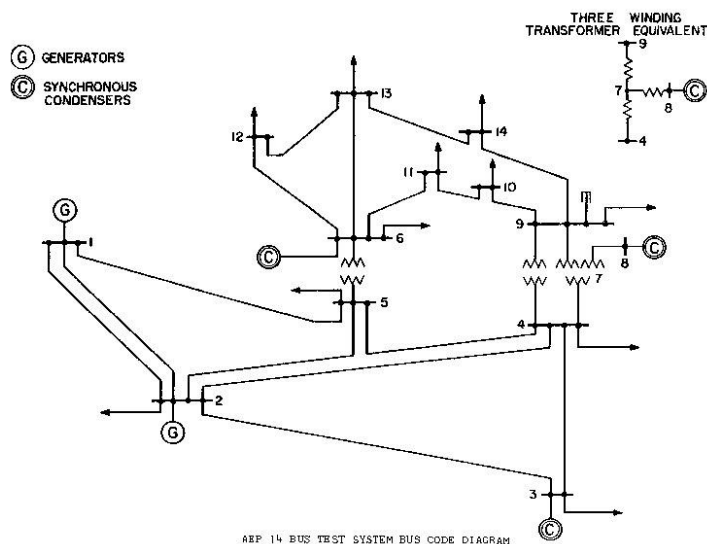 THREE WINDING
TRANSFORMER EQUIVALENT
9
7
C
8
4
G GENERATORS
C SYNCHRONOUS
CONDENSERS
13
12
14
11
10
G
1
6
C
9
8
C
7
5
4
2
G
3
C
AEP 14 BUS TEST SYSTEM BUS CODE DIAGRAM